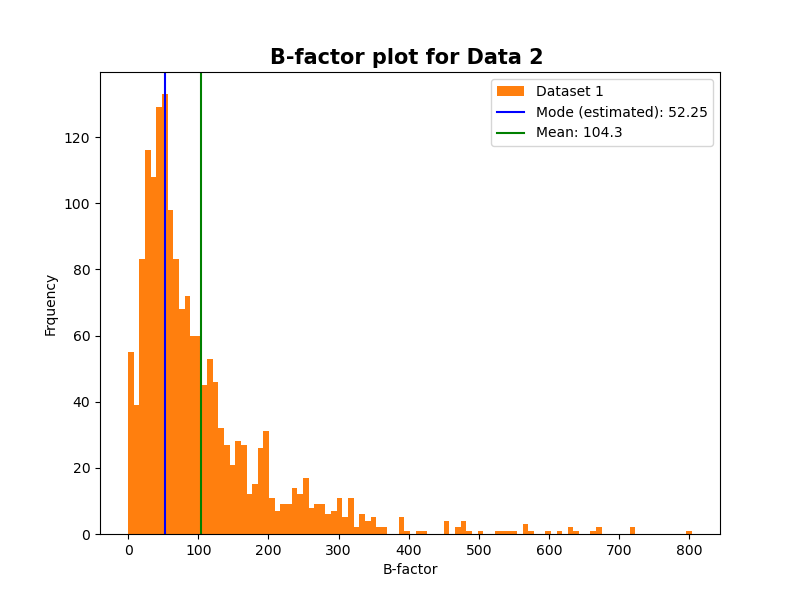 B-factor plot for Data 2
Dataset 1
Mode (estimated): 52.25
Mean: 104.3
120
100
80
60
40
20
0
Frquency
0 100 200 300 400 500 600 700 800
B-factor